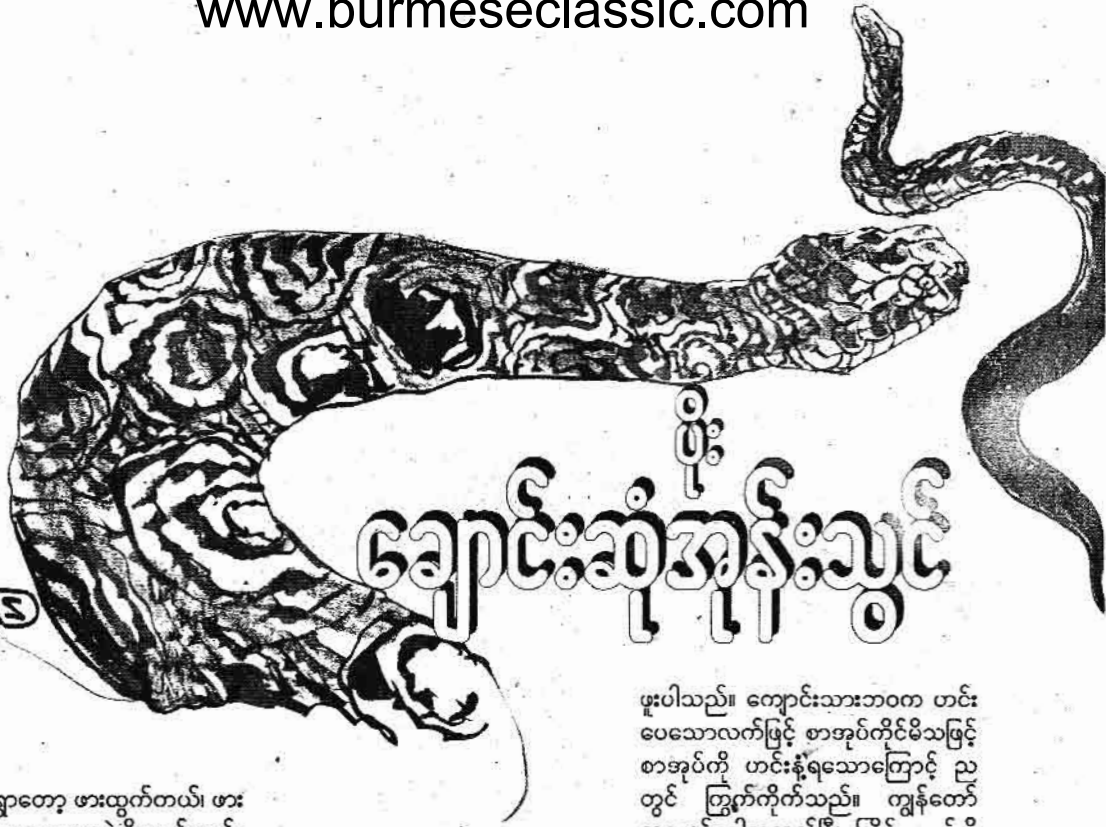 www.burmeseclassic.com
ဖိုး
ချောင်းဆုံအုန်းသွင်
ရွာတော့ ဖားထွက်တယ်၊ ဖား
ဖူးပါသည်။ ကျောင်းသားဘဝက ဟင်း
ပေသောလက်ဖြင့် စာအုပ်ကိုင်မိသဖြင့်
စာအုပ်ကို ဟင်းနံ့ရသောကြောင့် ည
တွင် ကြွက်ကိုက်သည်။ ကျွန်တော်